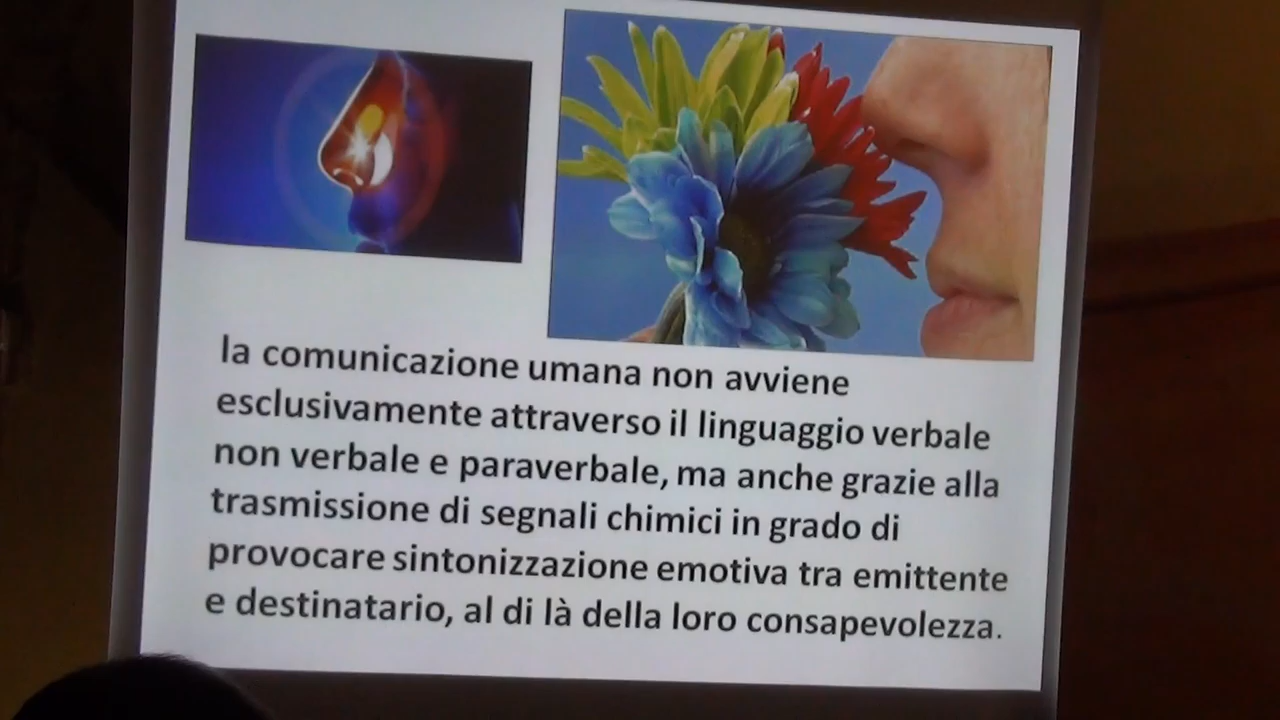 la comunicazione umana non avviene
esclusivamente attraverso il linguaggio verbale
non verbale e paraverbale, ma anche grazie alla
trasmissione di segnali chimici in grado di
provocare sintonizzazione emotiva tra emittente
e destinatario, al di là della loro consapevolezza.